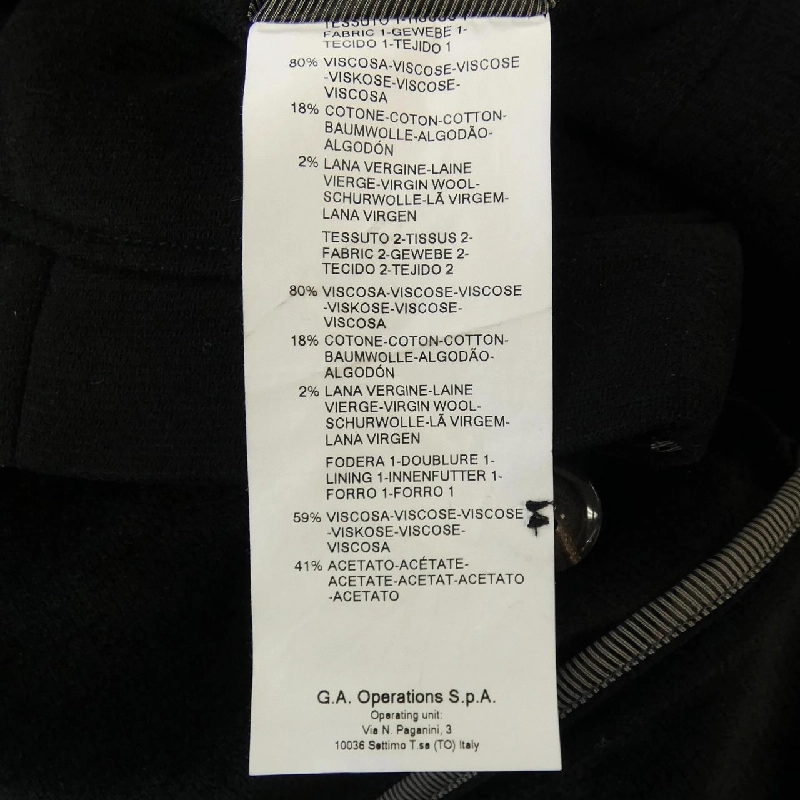 TESSUTO 1-TISSUS 1-
FABRIC 1-GEWEBE 1-
TECIDO 1-TEJIDO 1
80% VISCOSA-VISCOSE-VISCOSE
-VISKOSE-VISCOSE-
VISCOSA
18% COTONE-COTON-COTTON-
BAUMWOLLE-ALGODÃO-
ALGODÓN
2% LANA VERGINE-LAINE
VIERGE-VIRGIN WOOL-
SCHURWOLLE-LÃ VIRGEM-
LANA VIRGEN
TESSUTO 2-TISSUS 2-
FABRIC 2-GEWEBE 2-
TECIDO 2-TEJIDO 2
80% VISCOSA-VISCOSE-VISCOSE
-VISKOSE-VISCOSE-
VISCOSA
18% COTONE-COTON-COTTON-
BAUMWOLLE-ALGODÃO-
ALGODÓN
2% LANA VERGINE-LAINE
VIERGE-VIRGIN WOOL-
SCHURWOLLE-LÃ VIRGEM-
LANA VIRGEN
FODERA 1-DOUBLURE 1-
LINING 1-INNENFUTTER 1-
FORRO 1-FORRO 1
59% VISCOSA-VISCOSE-VISCOSE
-VISKOSE-VISCOSE-
VISCOSA
41% ACETATO-ACÉTATE-
ACETATE-ACETAT-ACETATO
-ACETATO
G.A. Operations S.p.A.
Operating unit:
Via N. Paganini, 3
10036 Settimo T.se (TO) Italy